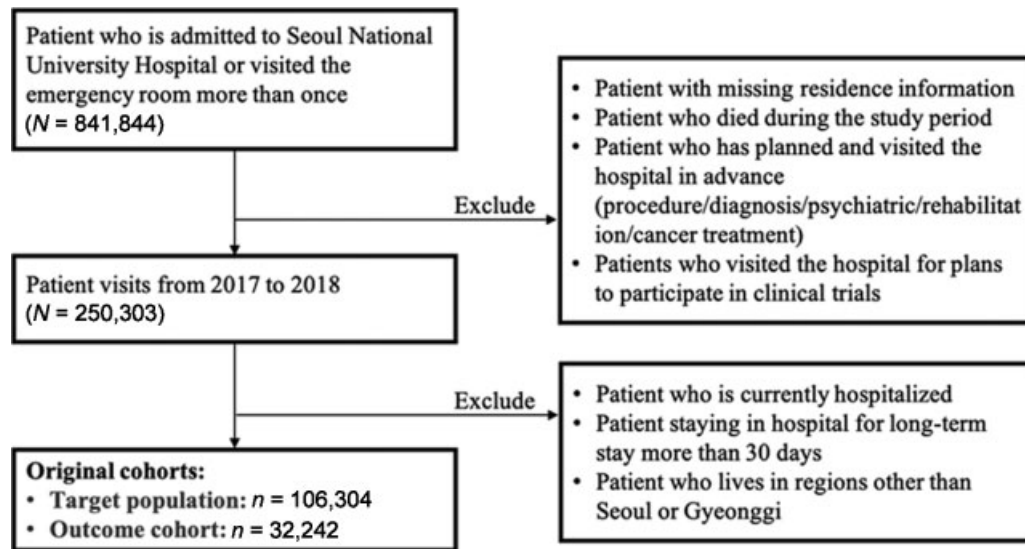 Patient who is admitted to Seoul National
University Hospital or visited the
emergency room more than once
(N = 841,844)
Exclude
• Patient with missing residence information
• Patient who died during the study period
• Patient who has planned and visited the
hospital in advance
(procedure/diagnosis/psychiatric/rehabilitat
ion/cancer treatment)
• Patients who visited the hospital for plans
to participate in clinical trials
Patient visits from 2017 to 2018
(N = 250,303)
Exclude
• Patient who is currently hospitalized
• Patient staying in hospital for long-term
stay more than 30 days
• Patient who lives in regions other than
Seoul or Gyeonggi
Original cohorts:
• Target population: n = 106,304
• Outcome cohort: n = 32,242